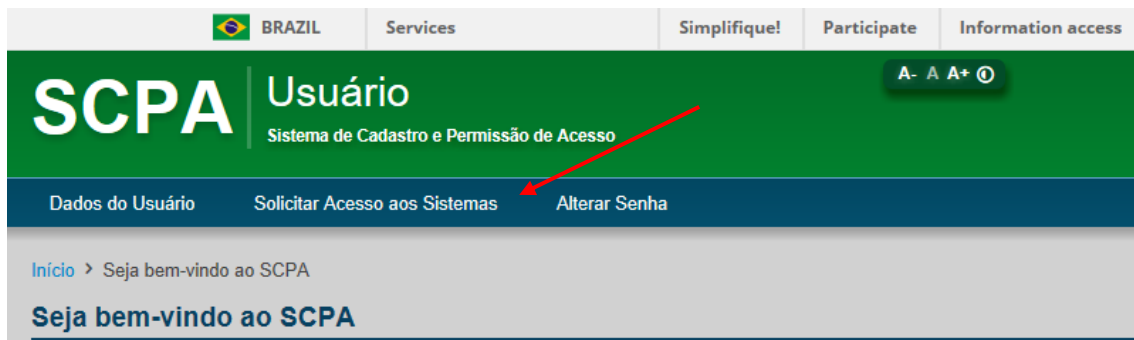 BRAZIL Services Simplifique! Participate Information access
A- A A+
SCPA Usuário
Sistema de Cadastro e Permissão de Acesso
Dados do Usuário Solicitar Acesso aos Sistemas Alterar Senha
Início > Seja bem-vindo ao SCPA
Seja bem-vindo ao SCPA